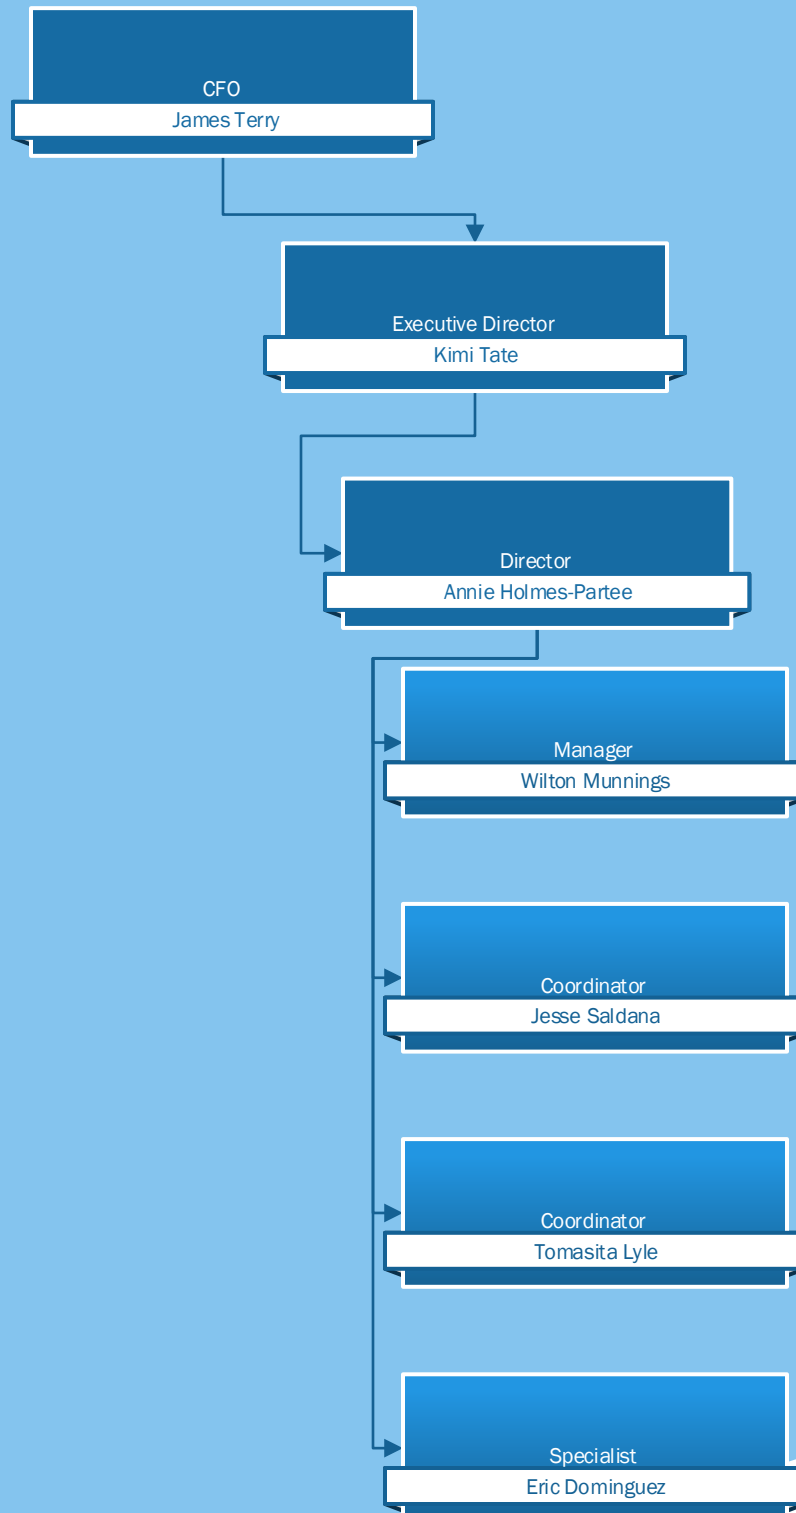 CFO
James Terry
Executive Director
Kimi Tate
Director
Annie Holmes-Partee
Manager
Wilton Munnings
Coordinator
Jesse Saldana
Coordinator
Tomasita Lyle
Specialist
Eric Dominguez